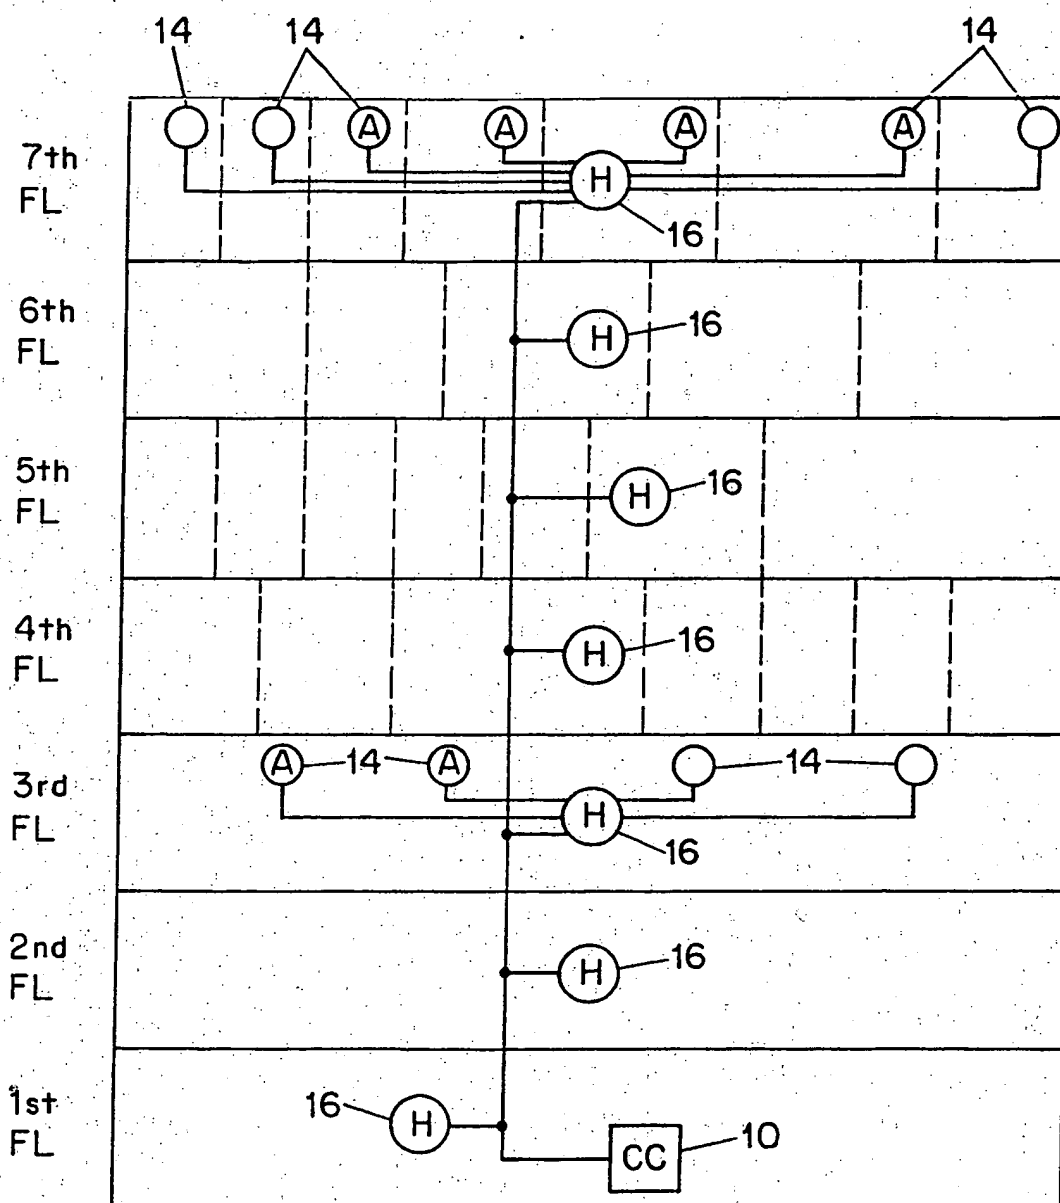 14 14 14
A A A A
7th
FL
H
16
6th
FL
H 16
5th
FL
H 16
4th
FL
H 16
3rd
FL
A 14 A 14
H
16
2nd
FL
H 16
1st
FL
16 H
CC 10